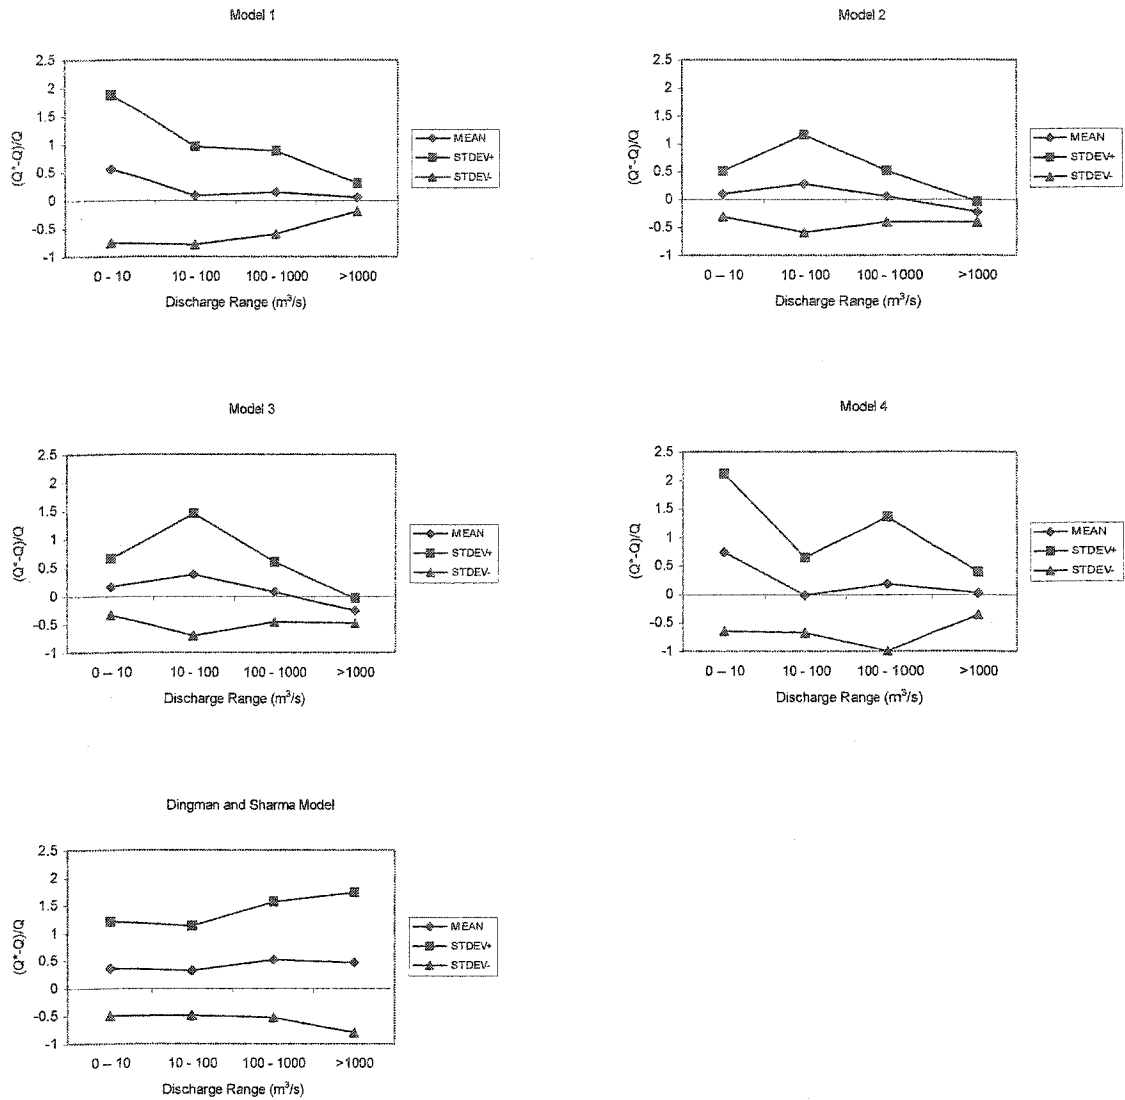 Model 1
2.5
2
1.5
1
0.5
0
-0.5
-1
(Q*-Q)/Q
0 – 10 10 - 100 100 - 1000 >1000
Discharge Range (m³/s)
MEAN
STDEV+
STDEV-
Model 2
2.5
2
1.5
1
0.5
0
-0.5
-1
(Q*-Q)/Q
0 – 10 10 - 100 100 - 1000 >1000
Discharge Range (m³/s)
MEAN
STDEV+
STDEV-
Model 3
2.5
2
1.5
1
0.5
0
-0.5
-1
(Q*-Q)/Q
0 – 10 10 - 100 100 - 1000 >1000
Discharge Range (m³/s)
MEAN
STDEV+
STDEV-
Model 4
2.5
2
1.5
1
0.5
0
-0.5
-1
(Q*-Q)/Q
0 – 10 10 - 100 100 - 1000 >1000
Discharge Range (m³/s)
MEAN
STDEV+
STDEV-
Dingman and Sharma Model
2.5
2
1.5
1
0.5
0
-0.5
-1
(Q*-Q)/Q
0 – 10 10 - 100 100 - 1000 >1000
Discharge Range (m³/s)
MEAN
STDEV+
STDEV-